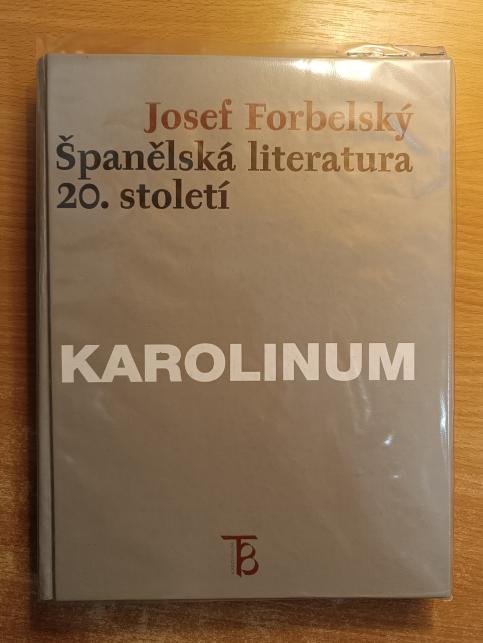 Josef Forbelský
Španělská literatura
20. století
KAROLINUM